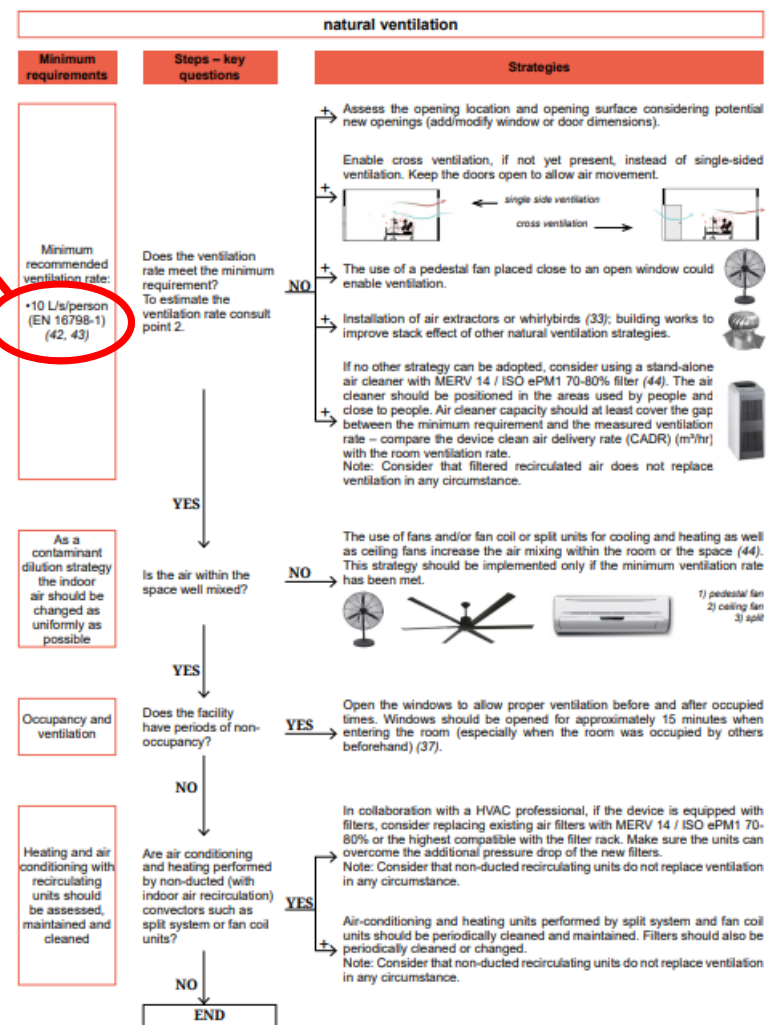 natural ventilation
Minimum
requirements
Steps – key
questions
Strategies
Minimum
recommended
ventilation rate:
•10 L/s/person
(EN 16798-1)
(42, 43)
Does the ventilation
rate meet the minimum
requirement?
To estimate the
ventilation rate consult
point 2.
NO
+
Assess the opening location and opening surface considering potential
new openings (add/modify window or door dimensions).
+
Enable cross ventilation, if not yet present, instead of single-sided
ventilation. Keep the doors open to allow air movement.
single side ventilation
cross ventilation
+
The use of a pedestal fan placed close to an open window could
enable ventilation.
+
Installation of air extractors or whirlybirds (33); building works to
improve stack effect of other natural ventilation strategies.
+
If no other strategy can be adopted, consider using a stand-alone
air cleaner with MERV 14 / ISO ePM1 70-80% filter (44). The air
cleaner should be positioned in the areas used by people and
close to people. Air cleaner capacity should at least cover the gap
between the minimum requirement and the measured ventilation
rate – compare the device clean air delivery rate (CADR) (m³/hr)
with the room ventilation rate.
Note: Consider that filtered recirculated air does not replace
ventilation in any circumstance.
YES
As a
contaminant
dilution strategy
the indoor
air should be
changed as
uniformly as
possible
Is the air within the
space well mixed?
NO
The use of fans and/or fan coil or split units for cooling and heating as well
as ceiling fans increase the air mixing within the room or the space (44).
This strategy should be implemented only if the minimum ventilation rate
has been met.
1) pedestal fan
2) ceiling fan
3) split
YES
Occupancy and
ventilation
Does the facility
have periods of non-
occupancy?
YES
Open the windows to allow proper ventilation before and after occupied
times. Windows should be opened for approximately 15 minutes when
entering the room (especially when the room was occupied by others
beforehand) (37).
NO
Heating and air
conditioning with
recirculating
units should
be assessed,
maintained and
cleaned
Are air conditioning
and heating performed
by non-ducted (with
indoor air recirculation)
convectors such as
split system or fan coil
units?
YES
In collaboration with a HVAC professional, if the device is equipped with
filters, consider replacing existing air filters with MERV 14 / ISO ePM1 70-
80% or the highest compatible with the filter rack. Make sure the units can
overcome the additional pressure drop of the new filters.
Note: Consider that non-ducted recirculating units do not replace ventilation
in any circumstance.
+
Air-conditioning and heating units performed by split system and fan coil
units should be periodically cleaned and maintained. Filters should also be
periodically cleaned or changed.
Note: Consider that non-ducted recirculating units do not replace ventilation
in any circumstance.
NO
END